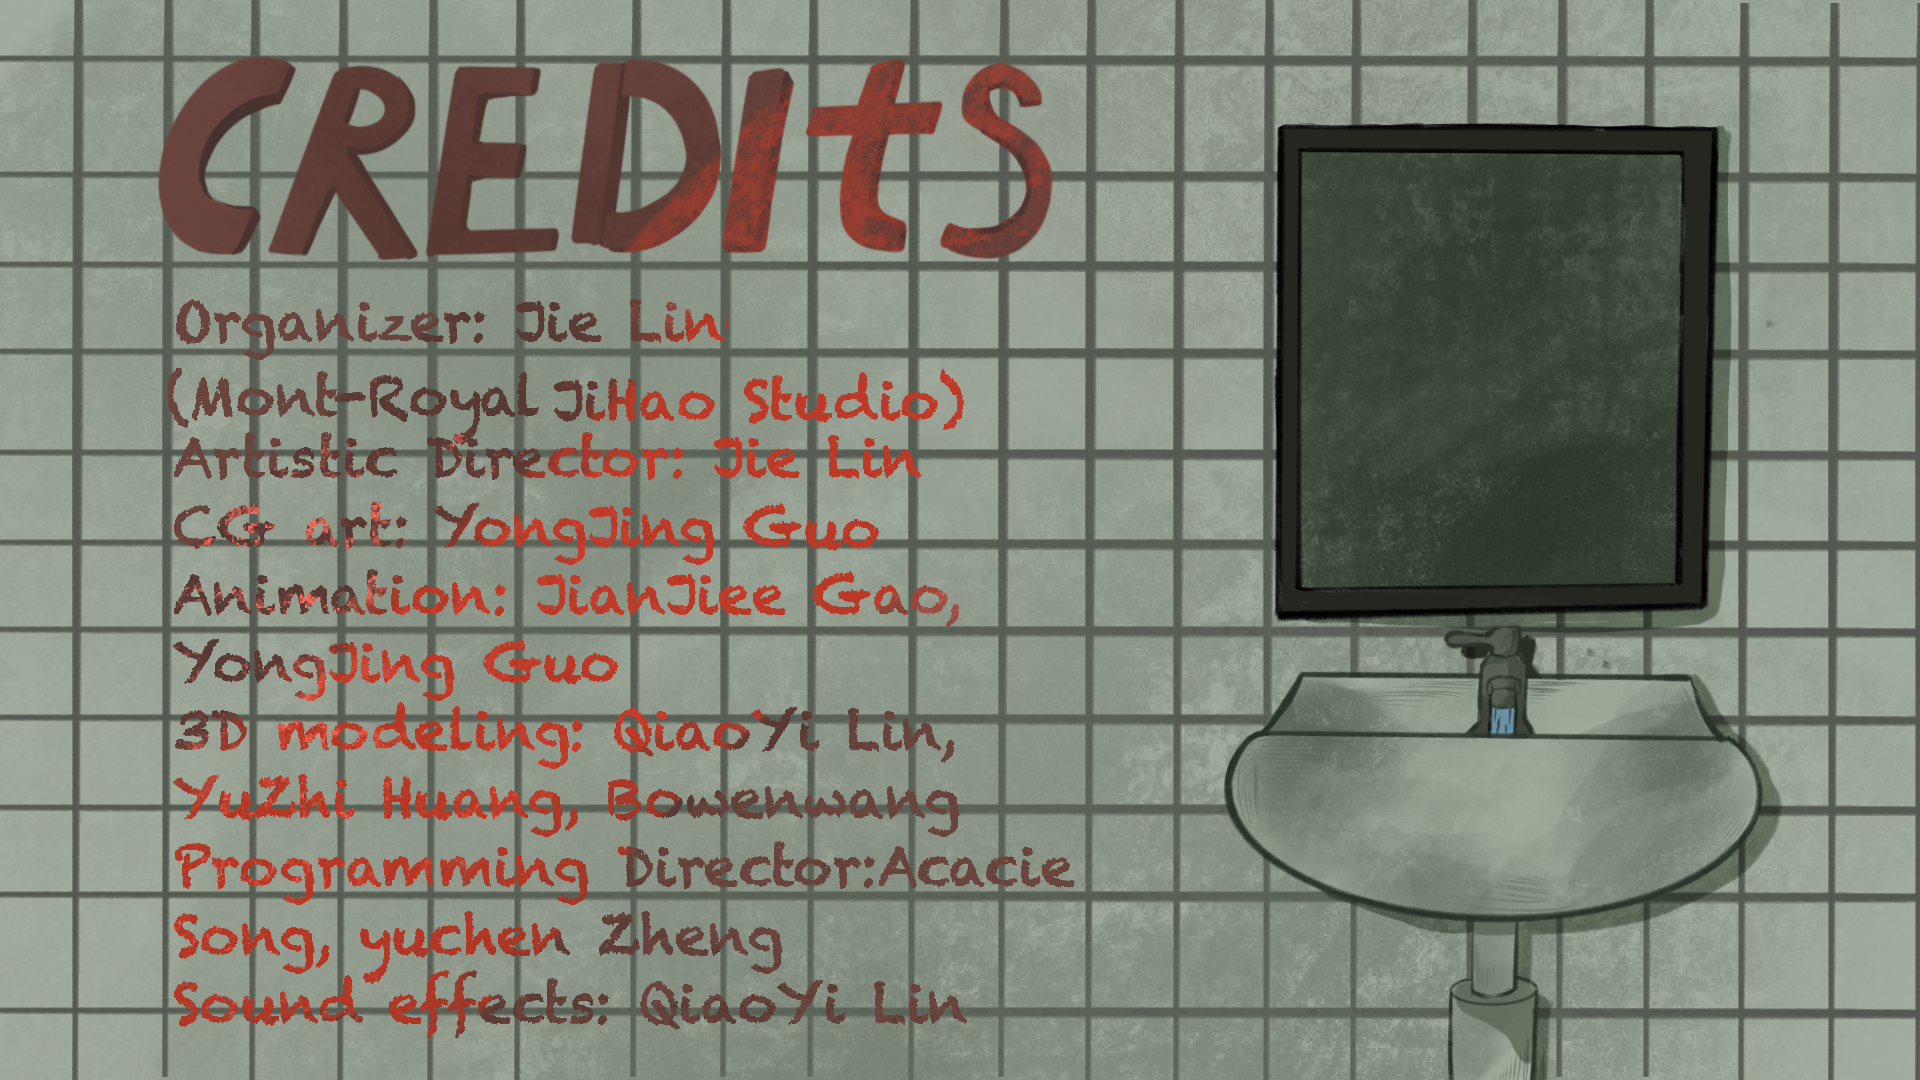 CREDItS
Organizer: Jie Lin
(Mont-Royal JiHao Studio)
Artistic Director: Jie Lin
CG art: YongJing Guo
Animation: JianJiee Gao,
YongJing Guo
3D modeling: QiaoYi Lin,
YuZhi Huang, Bowenwang
Programming Director:Acacie
Song, yuchen Zheng
Sound effects: QiaoYi Lin